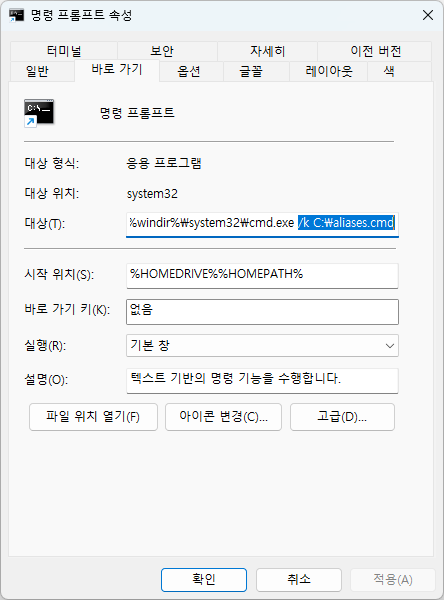 명령 프롬프트 속성
터미널 보안 자세히 이전 버전
일반 바로 가기 옵션 글꼴 레이아웃 색
C:\_
명령 프롬프트
대상 형식: 응용 프로그램
대상 위치: system32
대상(T): %windir%₩system32₩cmd.exe /k C:₩aliases.cmd
시작 위치(S): %HOMEDRIVE%%HOMEPATH%
바로 가기 키(K): 없음
실행(R): 기본 창
설명(O): 텍스트 기반의 명령 기능을 수행합니다.
파일 위치 열기(F) 아이콘 변경(C)... 고급(D)...
확인 취소 적용(A)